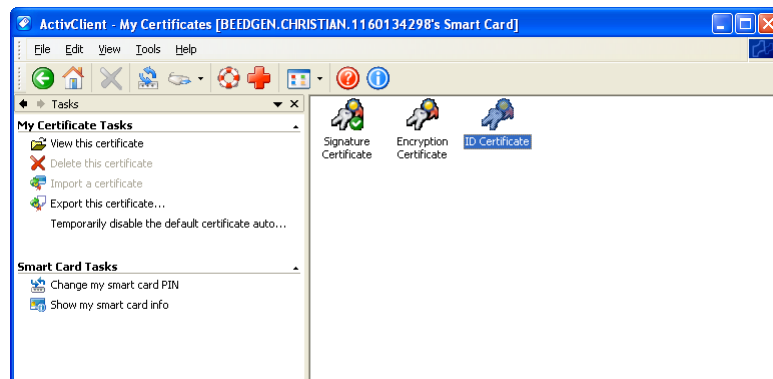 ActivClient - My Certificates [BEEDGEN.CHRISTIAN.1160134298's Smart Card]
File Edit View Tools Help
Tasks
My Certificate Tasks
View this certificate
Delete this certificate
Import a certificate
Export this certificate...
Temporarily disable the default certificate auto...
Smart Card Tasks
Change my smart card PIN
Show my smart card info
Signature
Certificate
Encryption
Certificate
ID Certificate